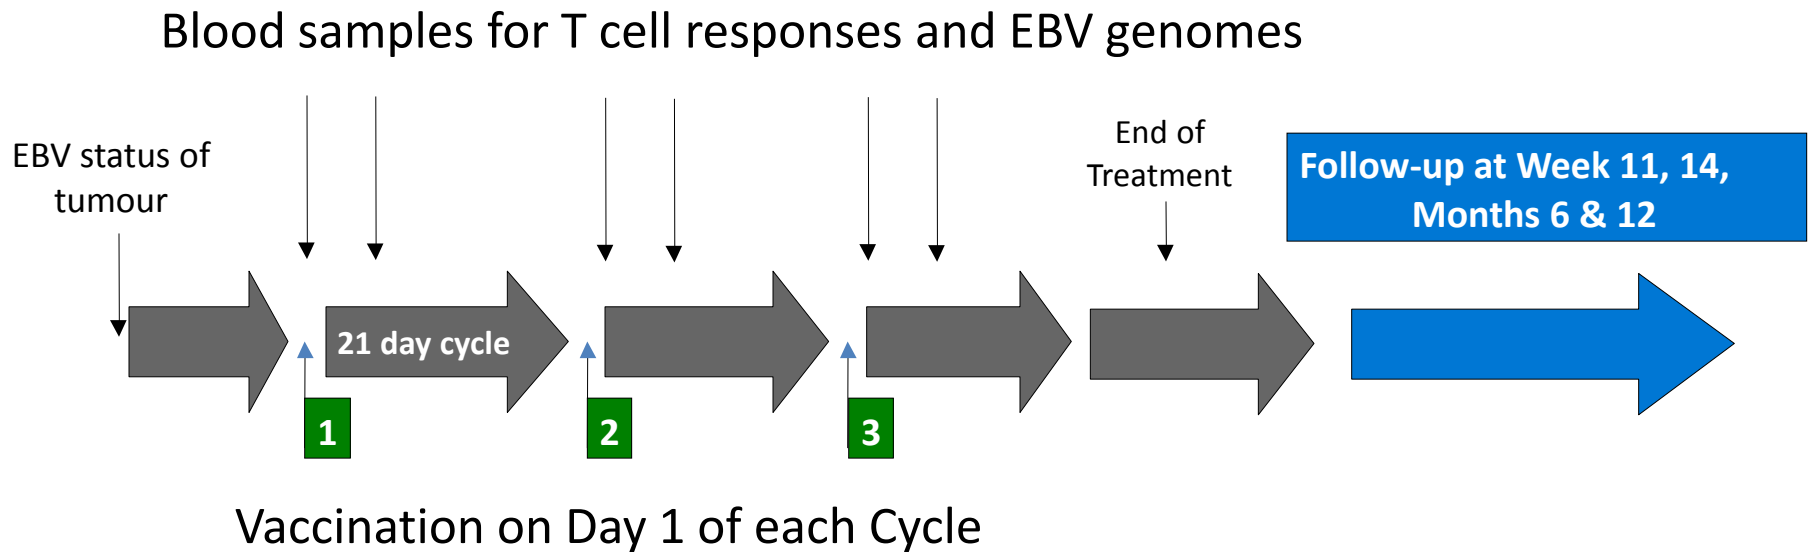 Blood samples for T cell responses and EBV genomes
EBV status of
tumour
End of
Treatment
Follow-up at Week 11, 14,
Months 6 & 12
21 day cycle
1
2
3
Vaccination on Day 1 of each Cycle